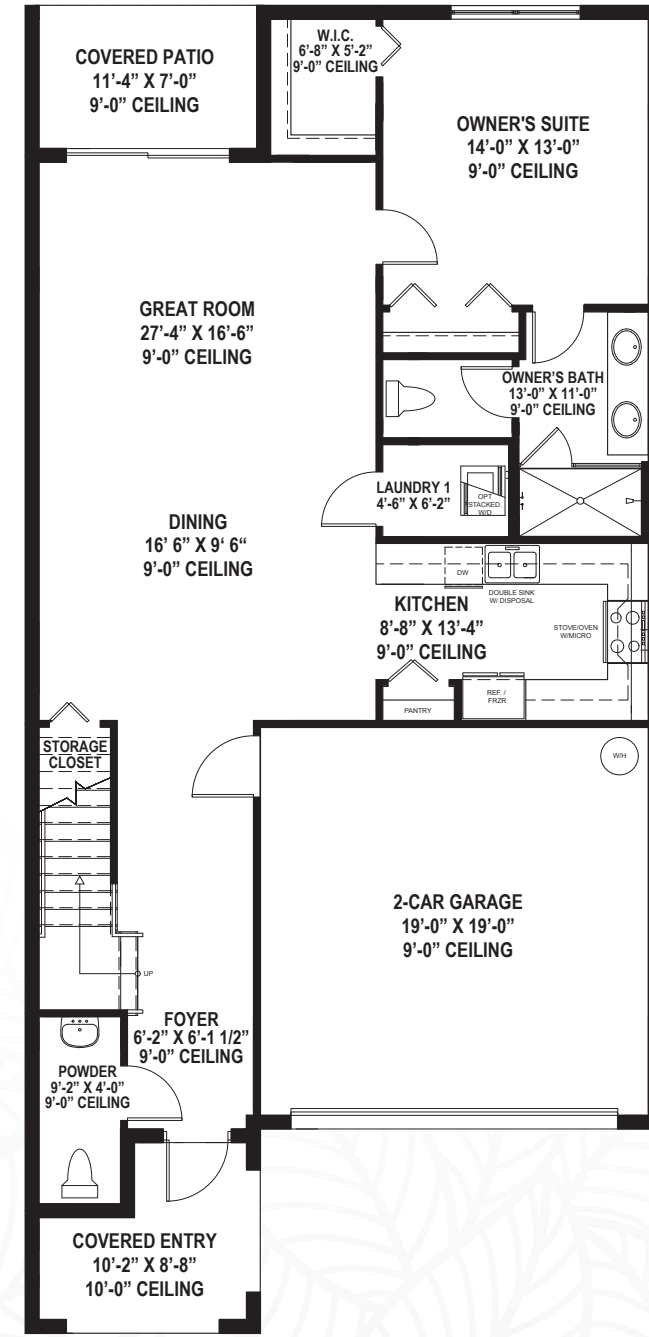 COVERED PATIO
11’-4” X 7’-0”
9’-0” CEILING
W.I.C.
6’-8” X 5’-2”
9’-0” CEILING
OWNER'S SUITE
14’-0” X 13’-0”
9’-0” CEILING
GREAT ROOM
27’-4” X 16’-6”
9’-0” CEILING
OWNER’S BATH
13’-0” X 11’-0”
9’-0” CEILING
LAUNDRY 1
4’-6” X 6’-2”
OPT
STACKED.
W/D
DINING
16’ 6” X 9‘ 6“
9’-0” CEILING
DW
DOUBLE SINK
W/ DISPOSAL
KITCHEN
8’-8” X 13’-4”
9’-0” CEILING
STOVE/OVEN
W/MICRO
PANTRY
REF. /
FRZR
STORAGE
CLOSET
W/H
2-CAR GARAGE
19’-0” X 19’-0”
9’-0” CEILING
UP
FOYER
6’-2” X 6’-1 1/2”
9’-0” CEILING
POWDER
9’-2” X 4’-0”
9’-0” CEILING
COVERED ENTRY
10’-2” X 8’-8”
10’-0” CEILING